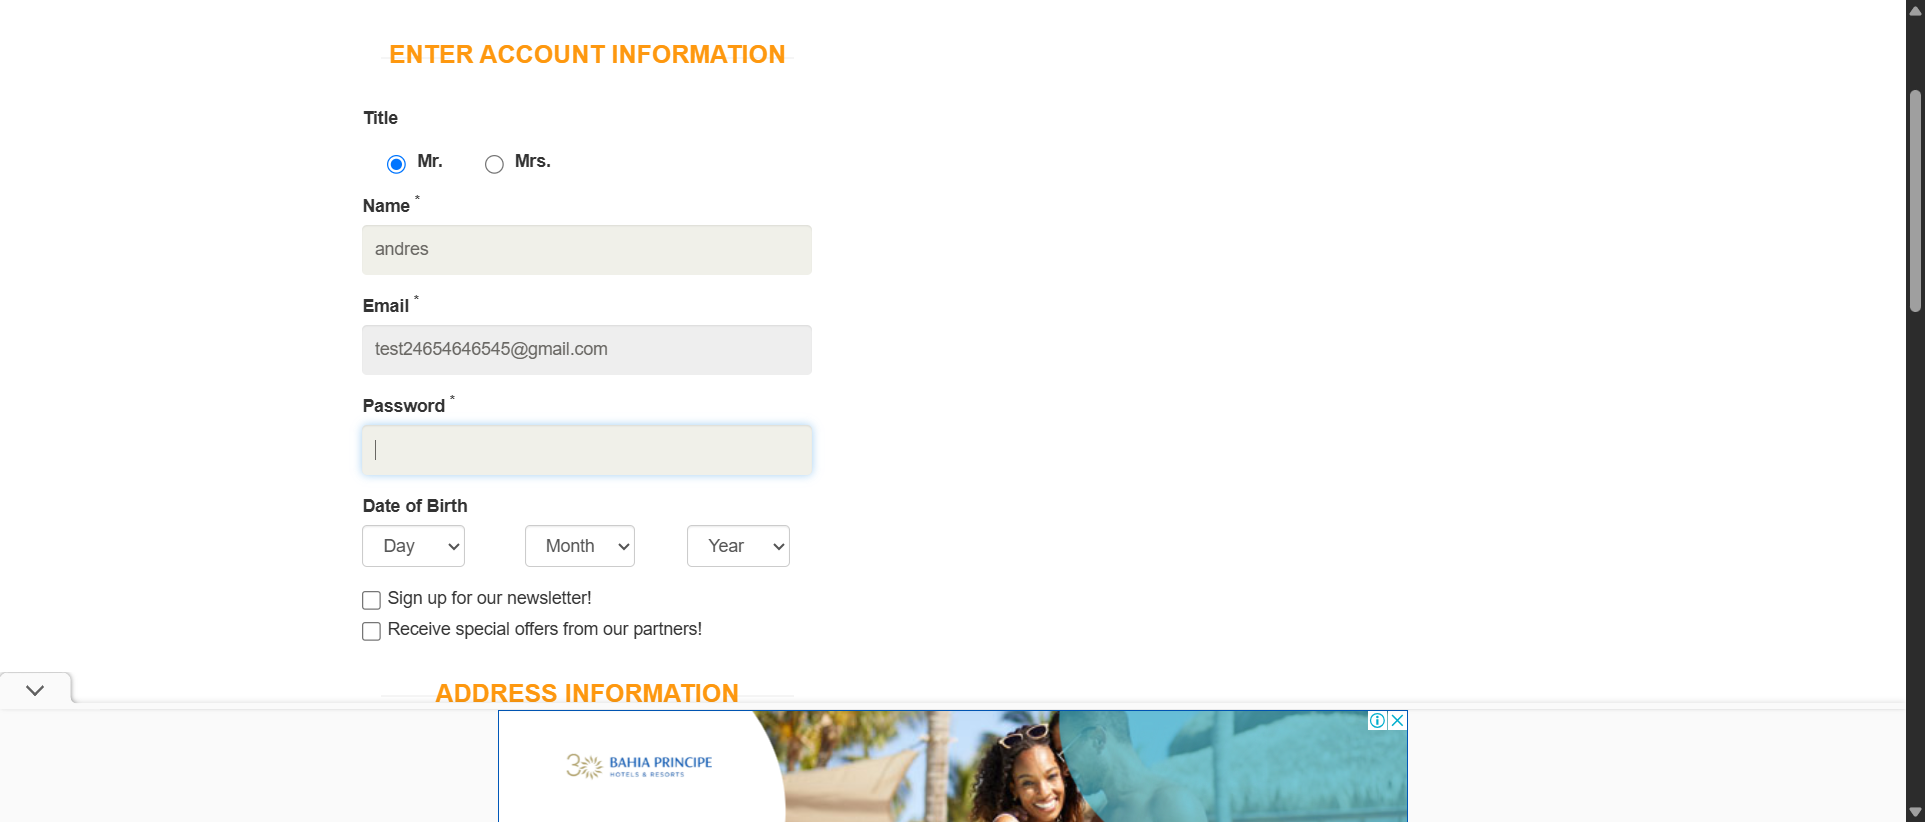 ENTER ACCOUNT INFORMATION
Title
Mr. Mrs.
Name *
andres
Email *
test24654646545@gmail.com
Password *
Date of Birth
Day Month Year
Sign up for our newsletter!
Receive special offers from our partners!
ADDRESS INFORMATION
30 BAHIA PRINCIPE
HOTELS & RESORTS